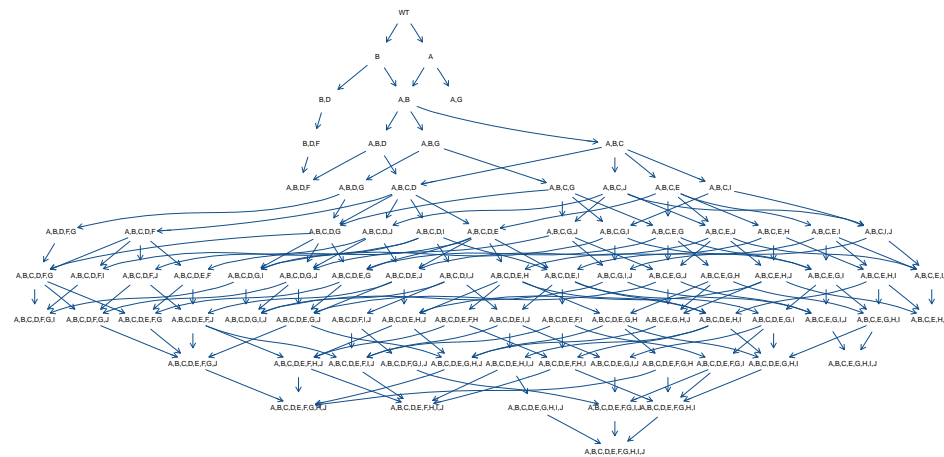 WT
B A
B,D A,B A,G
B,D,F A,B,D A,B,G A,B,C
A,B,D,F A,B,D,G A,B,C,D A,B,C,G A,B,C,J A,B,C,E A,B,C,I
A,B,D,F,G A,B,C,D,F A,B,C,D,G A,B,C,D,J A,B,C,D,I A,B,C,D,E A,B,C,G,J A,B,C,G,I A,B,C,E,G A,B,C,E,J A,B,C,E,H A,B,C,E,I A,B,C,I,J
A,B,C,D,F,G A,B,C,D,F,I A,B,C,D,F,J A,B,C,D,E,F A,B,C,D,G,I A,B,C,D,G,J A,B,C,D,E,G A,B,C,D,E,J A,B,C,D,I,J A,B,C,D,E,H A,B,C,D,E,I A,B,C,G,I,J A,B,C,E,G,J A,B,C,E,G,H A,B,C,E,H,J A,B,C,E,G,I A,B,C,E,H,I A,B,C,E,I,
A,B,C,D,F,G,I A,B,C,D,F,G,J A,B,C,D,E,F,G A,B,C,D,E,F,J A,B,C,D,G,I,J A,B,C,D,E,G,J A,B,C,D,F,I,J A,B,C,D,E,H,J A,B,C,D,E,F,H A,B,C,D,E,I,J A,B,C,D,E,F,I A,B,C,D,E,G,H A,B,C,E,G,H,J A,B,C,D,E,H,I A,B,C,D,E,G,I A,B,C,E,G,I,J A,B,C,E,G,H,I A,B,C,E,H,
A,B,C,D,E,F,G,J A,B,C,D,E,F,H,J A,B,C,D,E,F,I,J A,B,C,D,F,G,I,J A,B,C,D,E,G,H,J A,B,C,D,E,H,I,J A,B,C,D,E,F,H,I A,B,C,D,E,G,I,J A,B,C,D,E,F,G,H A,B,C,D,E,F,G,I A,B,C,D,E,G,H,I A,B,C,E,G,H,I,J
A,B,C,D,E,F,G,H,J A,B,C,D,E,F,H,I,J A,B,C,D,E,G,H,I,J A,B,C,D,E,F,G,I,J A,B,C,D,E,F,G,H,I
A,B,C,D,E,F,G,H,I,J